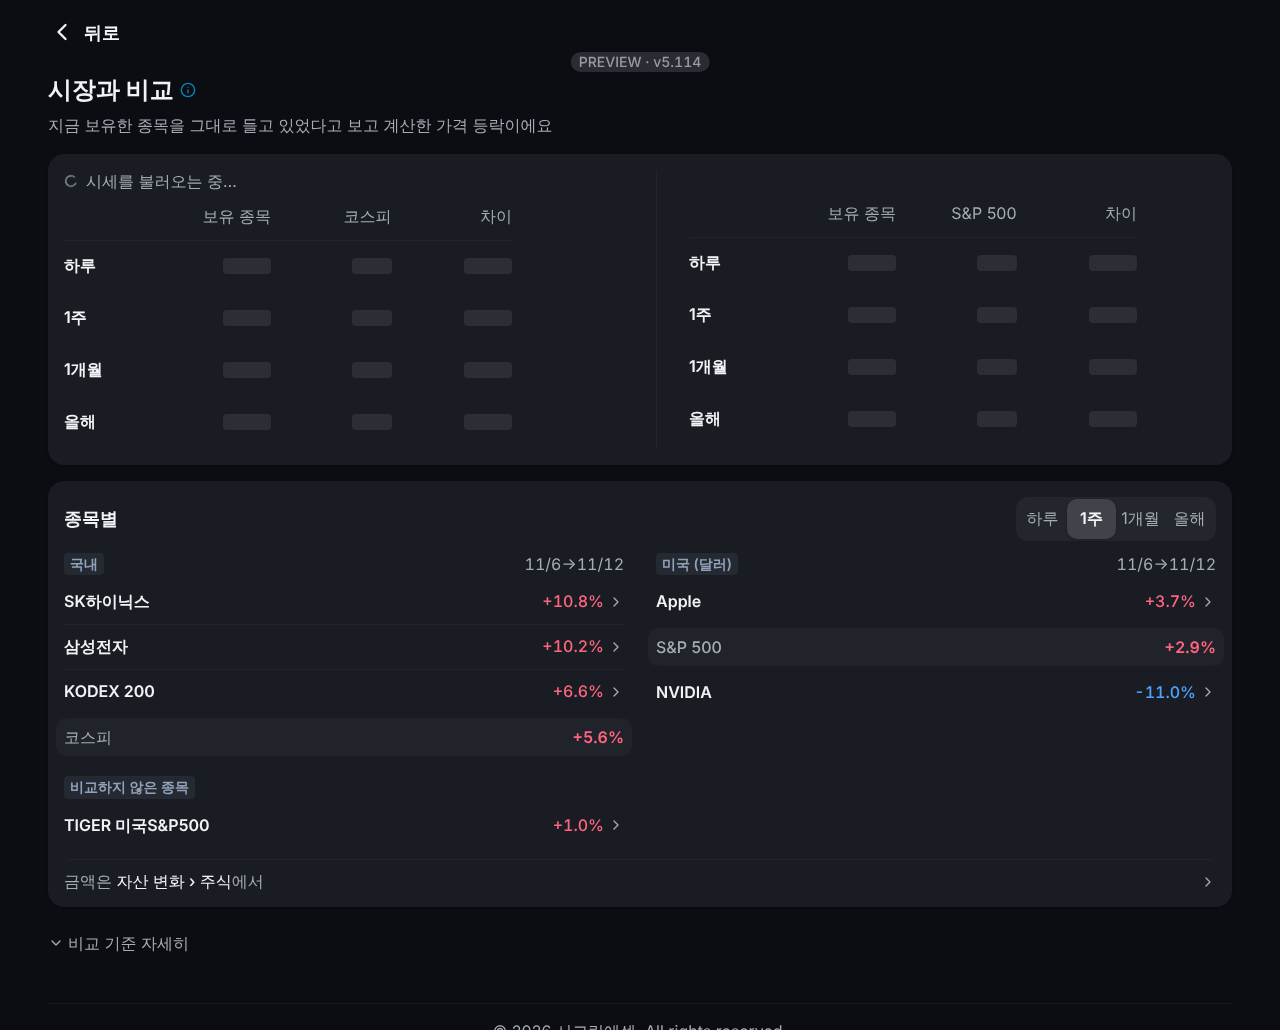 뒤로
PREVIEW · v5.114
시장과 비교
지금 보유한 종목을 그대로 들고 있었다고 보고 계산한 가격 등락이에요
시세를 불러오는 중...
보유 종목 코스피 차이
하루
1주
1개월
올해
보유 종목 S&P 500 차이
하루
1주
1개월
올해
종목별
하루 1주 1개월 올해
국내 11/6→11/12
SK하이닉스 +10.8%
삼성전자 +10.2%
KODEX 200 +6.6%
코스피 +5.6%
비교하지 않은 종목
TIGER 미국S&P500 +1.0%
미국 (달러) 11/6→11/12
Apple +3.7%
S&P 500 +2.9%
NVIDIA -11.0%
금액은 자산 변화 › 주식에서
비교 기준 자세히